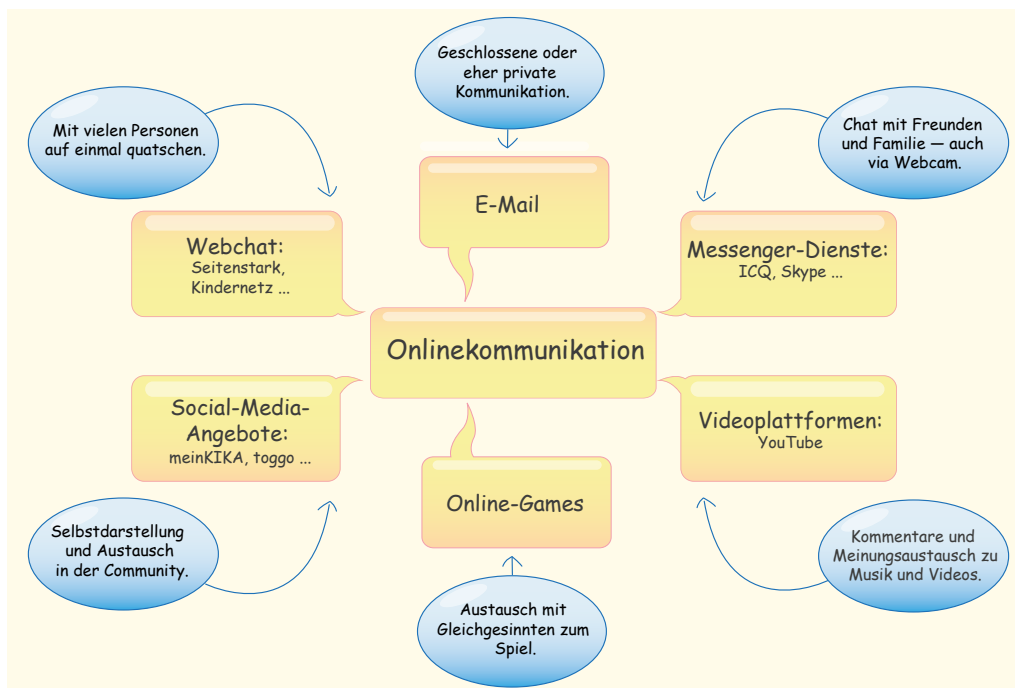 Geschlossene oder
eher private
Kommunikation.
Mit vielen Personen
auf einmal quatschen.
Chat mit Freunden
und Familie — auch
via Webcam.
E-Mail
Webchat:
Seitenstark,
Kindernetz ...
Messenger-Dienste:
ICQ, Skype ...
Onlinekommunikation
Social-Media-
Angebote:
meinKIKA, toggo ...
Videoplattformen:
YouTube
Online-Games
Selbstdarstellung
und Austausch
in der Community.
Kommentare und
Meinungsaustausch zu
Musik und Videos.
Austausch mit
Gleichgesinnten zum
Spiel.